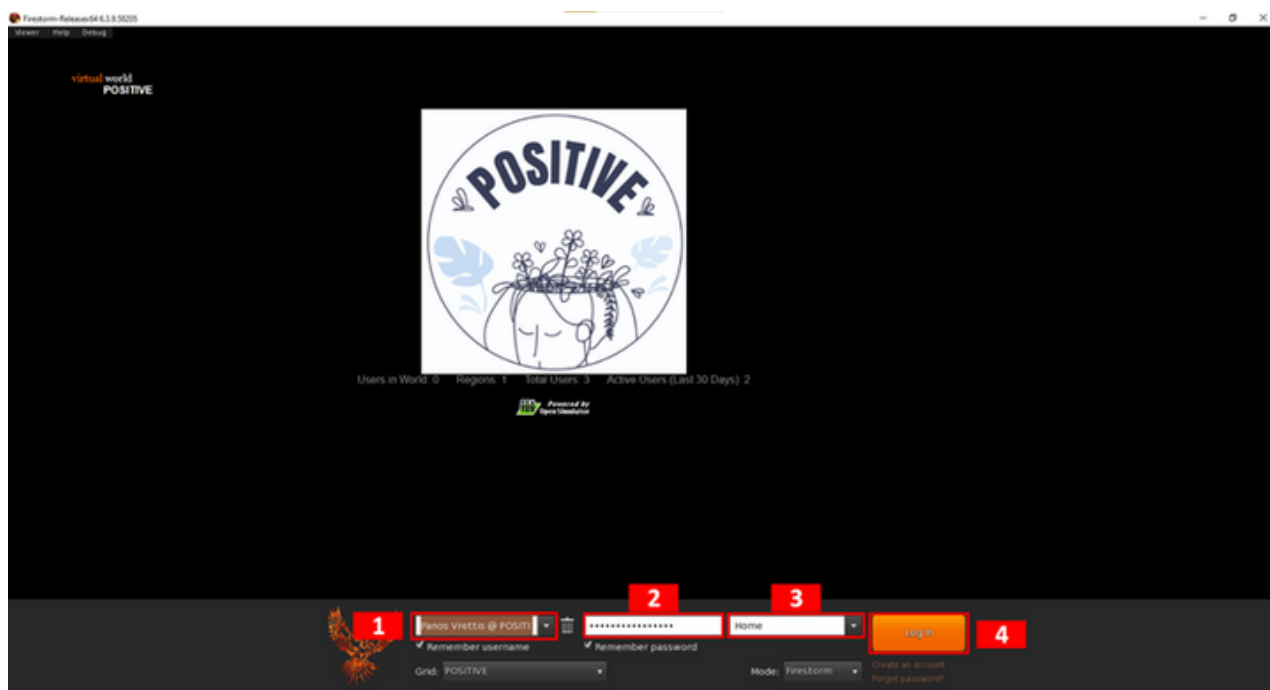 Firestorm-Releasex64 6.3.9.58205
Viewer Help Debug
virtual world
POSITIVE
POSITIVE
Users in World: 0 Regions: 1 Total Users: 3 Active Users (Last 30 Days): 2
Powered by
Open Simulator
2 3
1 Panos Vrettis @ POSITI •••••••••••••••• Home Log In 4
Remember username Remember password
Grid: POSITIVE Mode: Firestorm
Create an account
Forgot password?